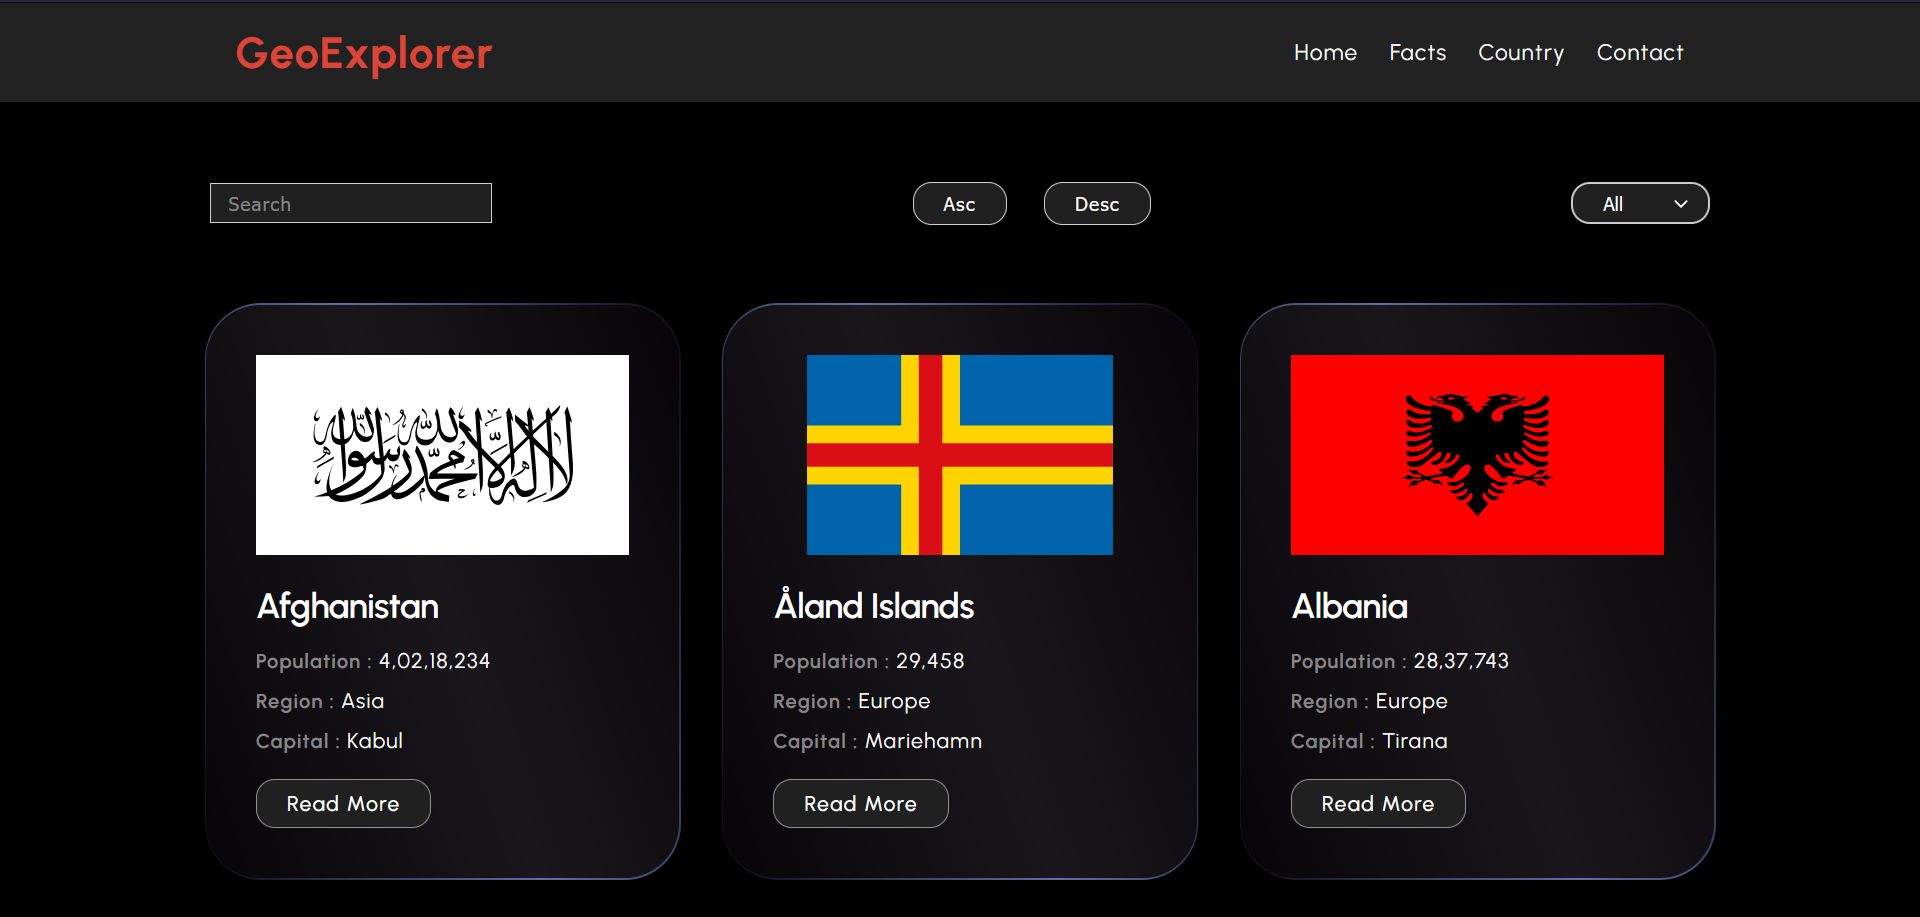 GeoExplorer
Home Facts Country Contact
Search
Asc
Desc
All
لا إله إلا الله محمد رسول الله
Afghanistan
Population : 4,02,18,234
Region : Asia
Capital : Kabul
Read More
Åland Islands
Population : 29,458
Region : Europe
Capital : Mariehamn
Read More
Albania
Population : 28,37,743
Region : Europe
Capital : Tirana
Read More